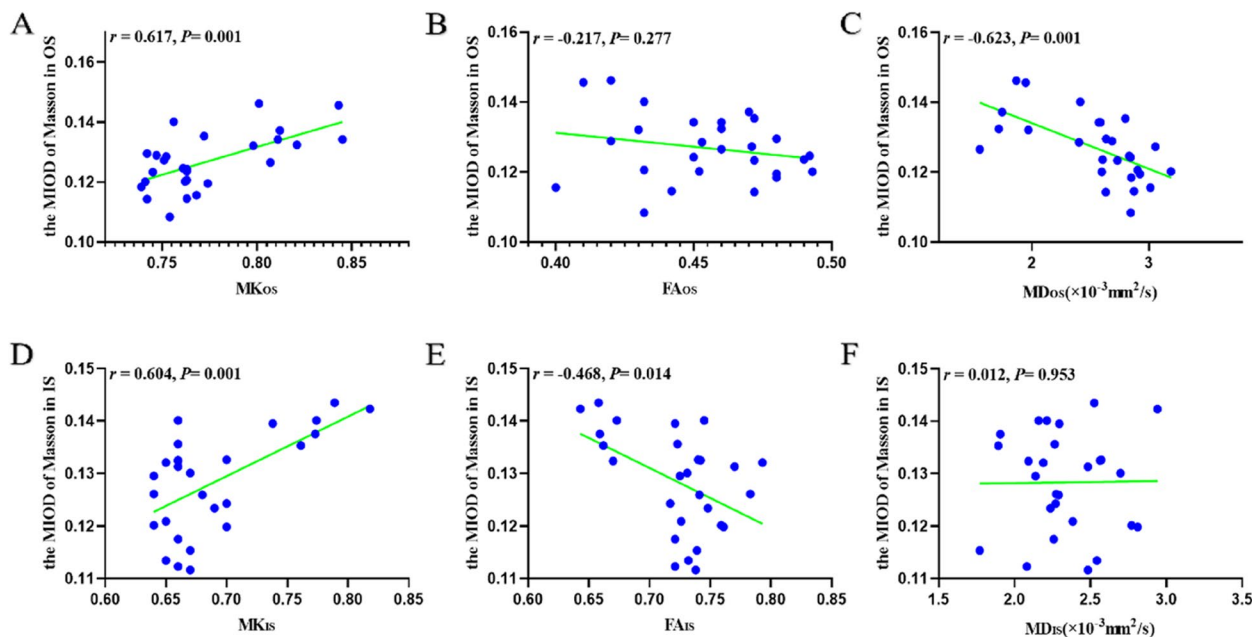 A
r = 0.617, P= 0.001
the MIOD of Masson in OS
0.16
0.14
0.12
0.10
0.75
0.80
0.85
MKOS
B
r = -0.217, P= 0.277
the MIOD of Masson in OS
0.16
0.14
0.12
0.10
0.40
0.45
0.50
FAOS
C
r = -0.623, P= 0.001
the MIOD of Masson in OS
0.16
0.14
0.12
0.10
2
3
MDOS(×10⁻³mm²/s)
D
r = 0.604, P= 0.001
the MIOD of Masson in IS
0.15
0.14
0.13
0.12
0.11
0.60
0.65
0.70
0.75
0.80
0.85
MKIS
E
r = -0.468, P= 0.014
the MIOD of Masson in IS
0.15
0.14
0.13
0.12
0.11
0.60
0.65
0.70
0.75
0.80
0.85
FAIS
F
r = 0.012, P= 0.953
the MIOD of Masson in IS
0.15
0.14
0.13
0.12
0.11
1.5
2.0
2.5
3.0
3.5
MDIS(×10⁻³mm²/s)